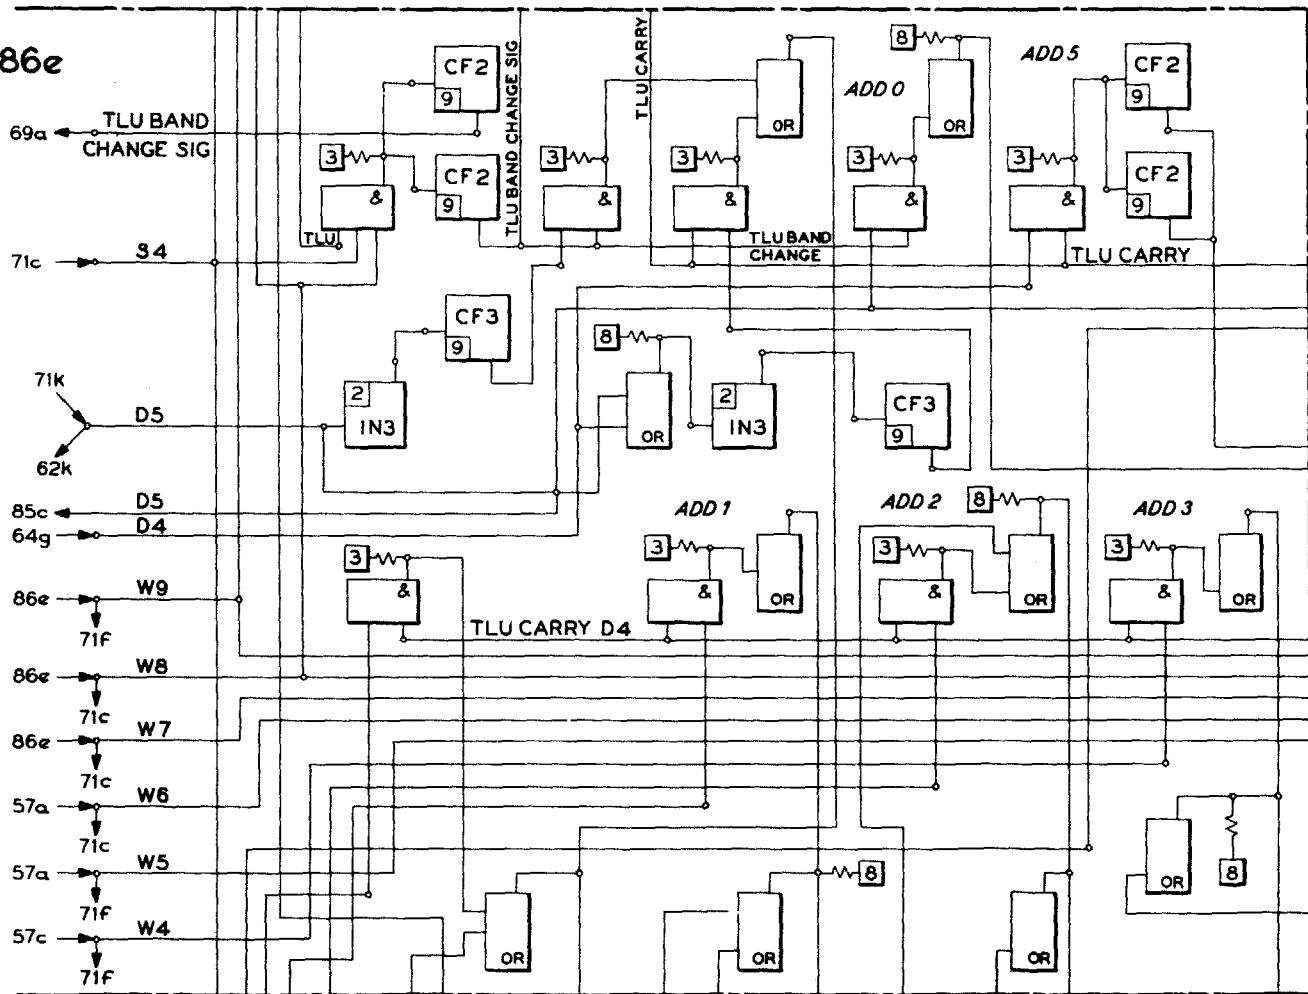 86e
8
ADD 5
CF2
9
CF2
9
TLU BAND CHANGE SIG
TLU CARRY
OR
ADD 0
OR
69a
TLU BAND
CHANGE SIG
3
CF2
9
3
3
3
3
CF2
9
&
&
&
&
&
TLU
TLU BAND
CHANGE
TLU CARRY
71c
S4
CF3
9
8
71k
2
IN3
OR
2
IN3
CF3
9
D5
62k
85c
D5
64g
D4
ADD 1
ADD 2
8
ADD 3
3
3
3
3
&
&
&
&
OR
OR
OR
86e
W9
71f
TLU CARRY D4
86e
W8
71c
86e
W7
71c
57a
W6
71c
57a
W5
71f
8
OR
8
57c
W4
71f
OR
OR
OR